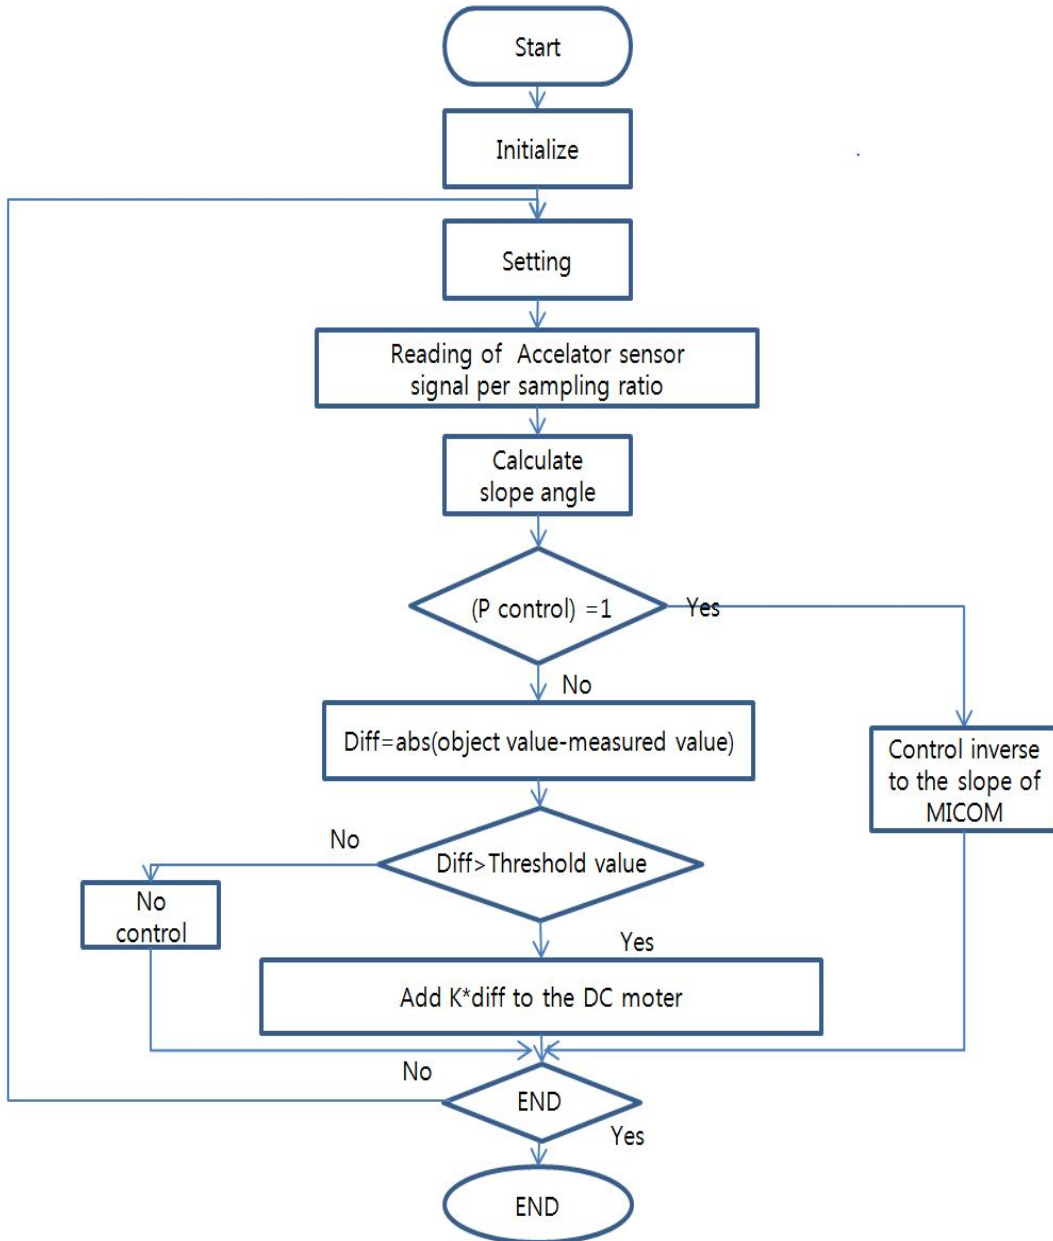 Start
Initialize
Setting
Reading of Accelator sensor
signal per sampling ratio
Calculate
slope angle
(P control) =1
Yes
No
Diff=abs(object value-measured value)
Control inverse
to the slope of
MICOM
No
Diff>Threshold value
No
control
Yes
Add K*diff to the DC moter
No
END
Yes
END